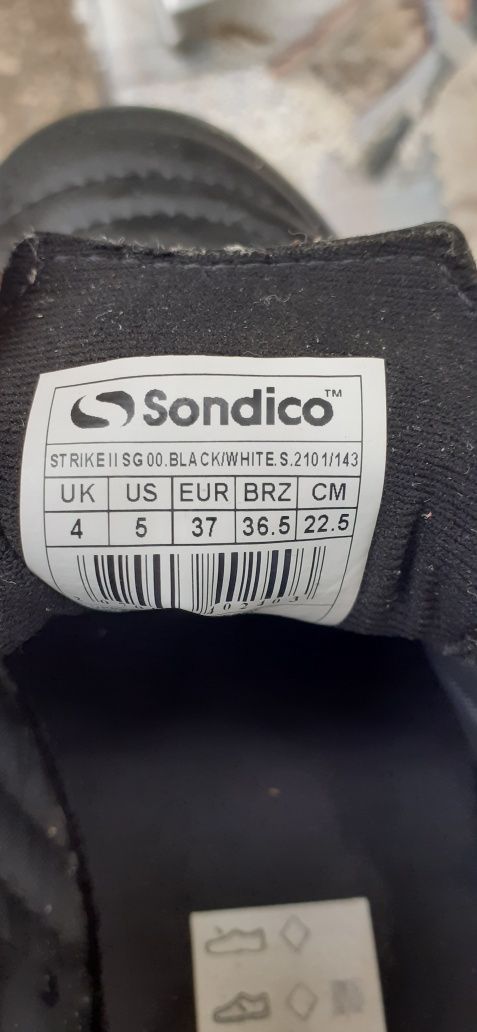 Sondico™
STRIKE II SG 00.BLACK/WHITE.S.2101/143
UK US EUR BRZ CM
4 5 37 36.5 22.5